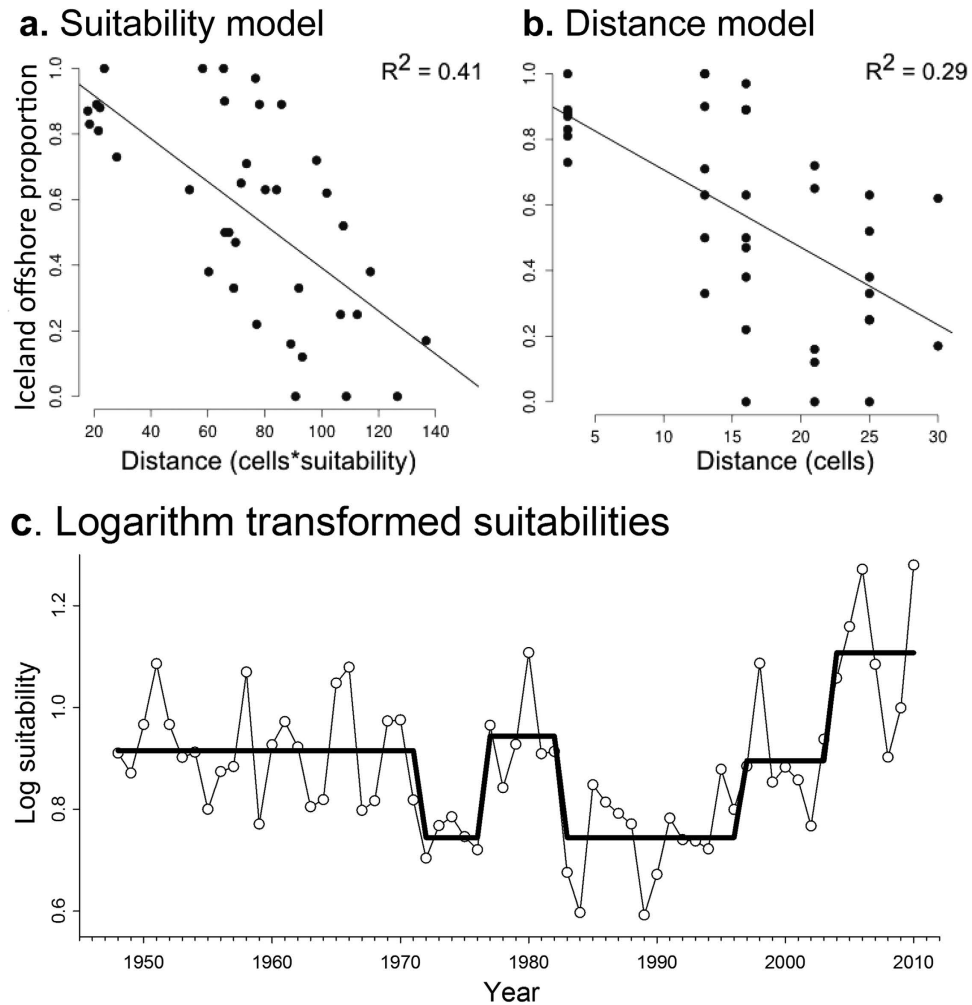 a. Suitability model
R² = 0.41
Iceland offshore proportion
1.0
0.8
0.6
0.4
0.2
0.0
20 40 60 80 100 120 140
Distance (cells*suitability)
b. Distance model
R² = 0.29
1.0
0.8
0.6
0.4
0.2
0.0
5 10 15 20 25 30
Distance (cells)
c. Logarithm transformed suitabilities
Log suitability
1.2
1.0
0.8
0.6
1950 1960 1970 1980 1990 2000 2010
Year